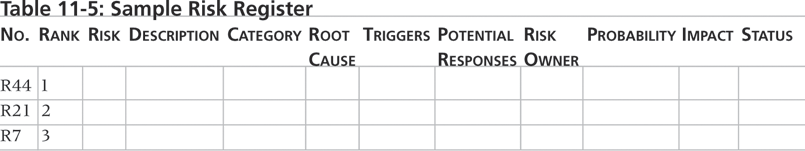 Table 11-5: Sample Risk Register
No. Rank Risk Description Category Root Triggers Potential Risk Probability Impact Status
Cause Responses Owner
R44 1
R21 2
R7 3